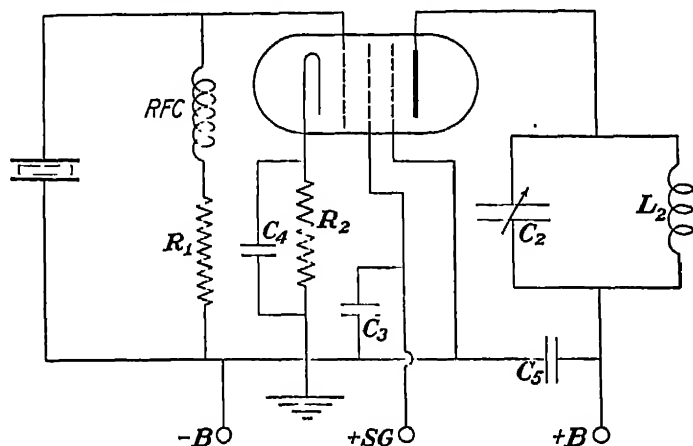 RFC
R₁
C₄
R₂
C₃
C₂
L₂
C₅
-B
+SG
+B